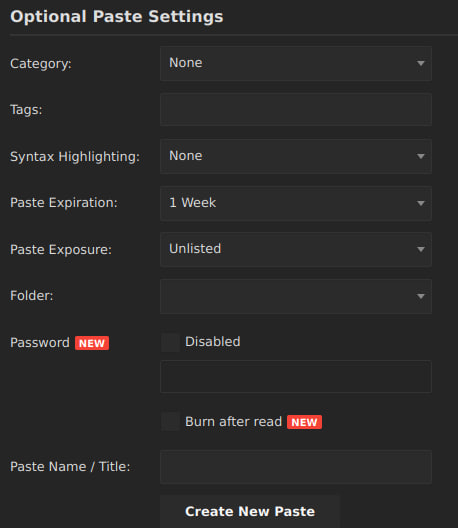 Optional Paste Settings
Category: None
Tags:
Syntax Highlighting: None
Paste Expiration: 1 Week
Paste Exposure: Unlisted
Folder:
Password NEW Disabled
Burn after read NEW
Paste Name / Title:
Create New Paste